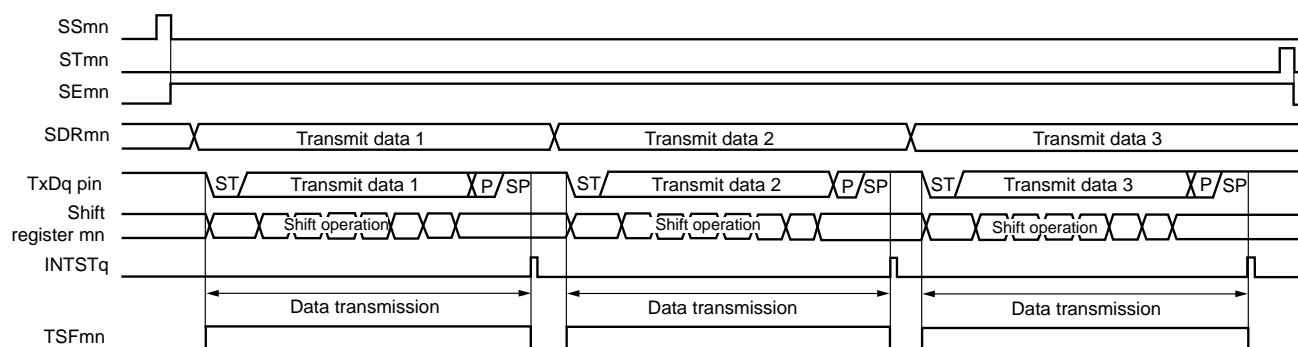 SSmn
STmn
SEmn
SDRmn Transmit data 1 Transmit data 2 Transmit data 3
TxDq pin ST Transmit data 1 P SP ST Transmit data 2 P SP ST Transmit data 3 P SP
Shift
register mn Shift operation Shift operation Shift operation
INTSTq
Data transmission Data transmission Data transmission
TSFmn